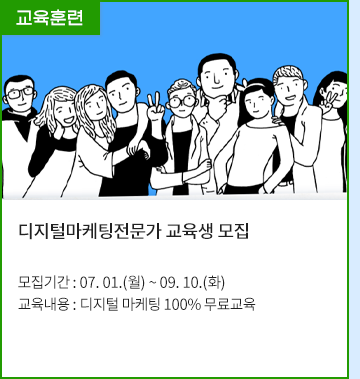 교육훈련
디지털마케팅전문가 교육생 모집
모집기간 : 07. 01.(월) ~ 09. 10.(화)
교육내용 : 디지털 마케팅 100% 무료교육